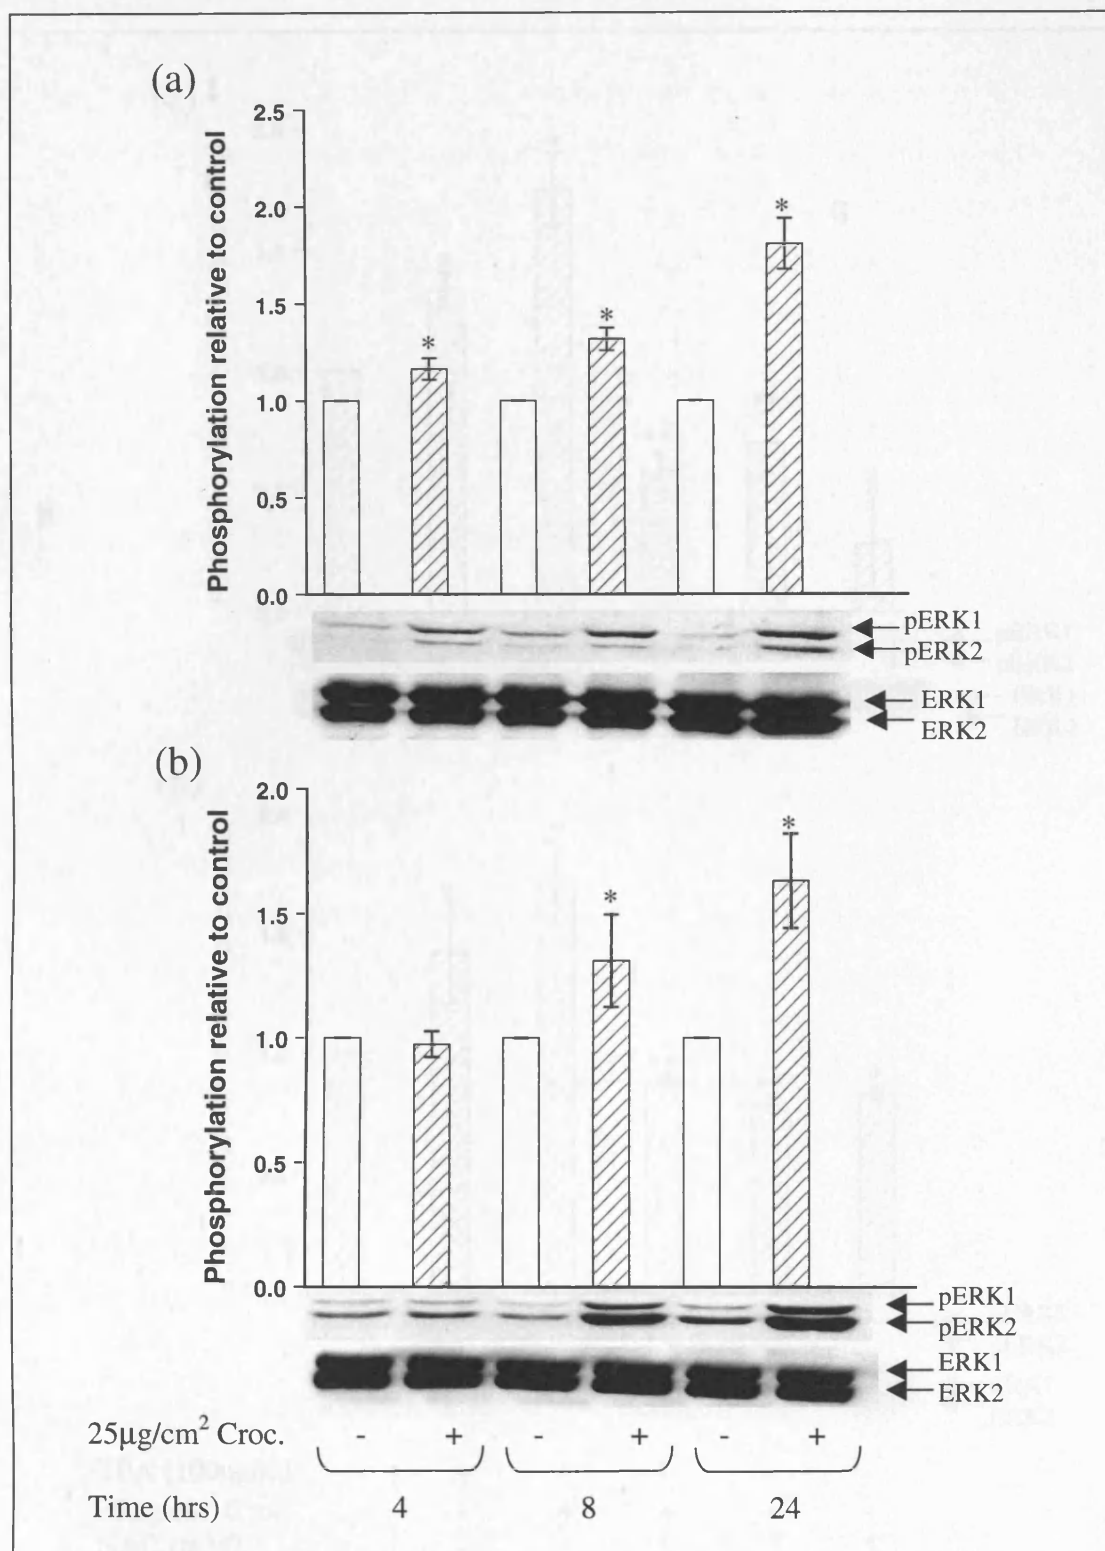 (a)
Phosphorylation relative to control
2.5
2.0
1.5
1.0
0.5
0.0
*
*
*
pERK1
pERK2
ERK1
ERK2
(b)
Phosphorylation relative to control
2.0
1.5
1.0
0.5
0.0
*
*
pERK1
pERK2
ERK1
ERK2
25µg/cm² Croc. - + - + - +
Time (hrs) 4 8 24